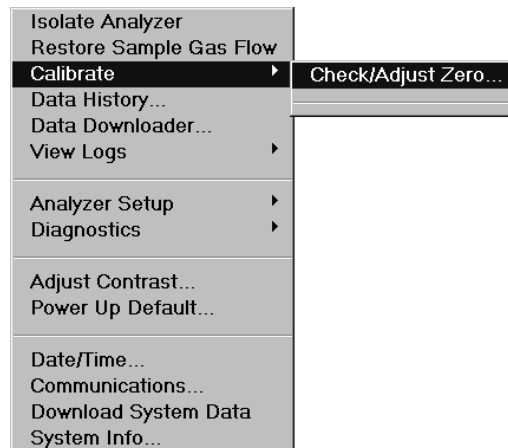 Isolate Analyzer
Restore Sample Gas Flow
Calibrate
Check/Adjust Zero...
Data History...
Data Downloader...
View Logs
Analyzer Setup
Diagnostics
Adjust Contrast...
Power Up Default...
Date/Time...
Communications...
Download System Data
System Info...